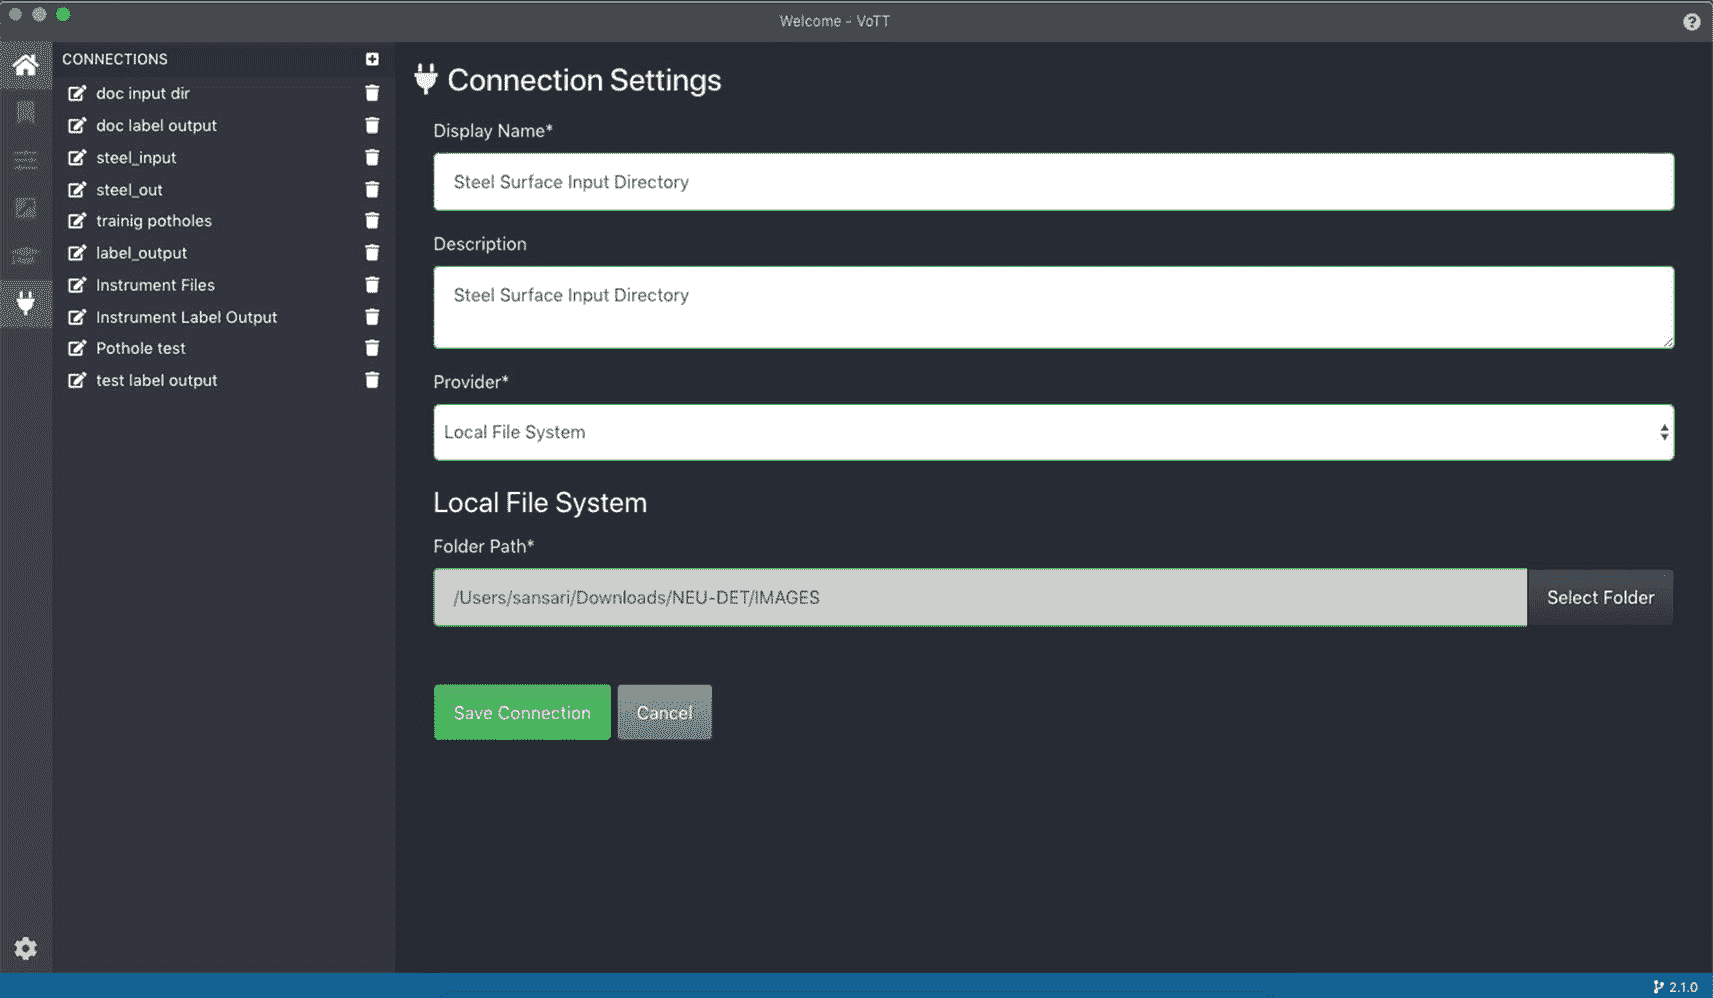 Welcome - VoTT
CONNECTIONS
doc input dir
doc label output
steel_input
steel_out
trainig potholes
label_output
Instrument Files
Instrument Label Output
Pothole test
test label output
Connection Settings
Display Name*
Steel Surface Input Directory
Description
Steel Surface Input Directory
Provider*
Local File System
Local File System
Folder Path*
/Users/sansari/Downloads/NEU-DET/IMAGES
Select Folder
Save Connection
Cancel
2.1.0